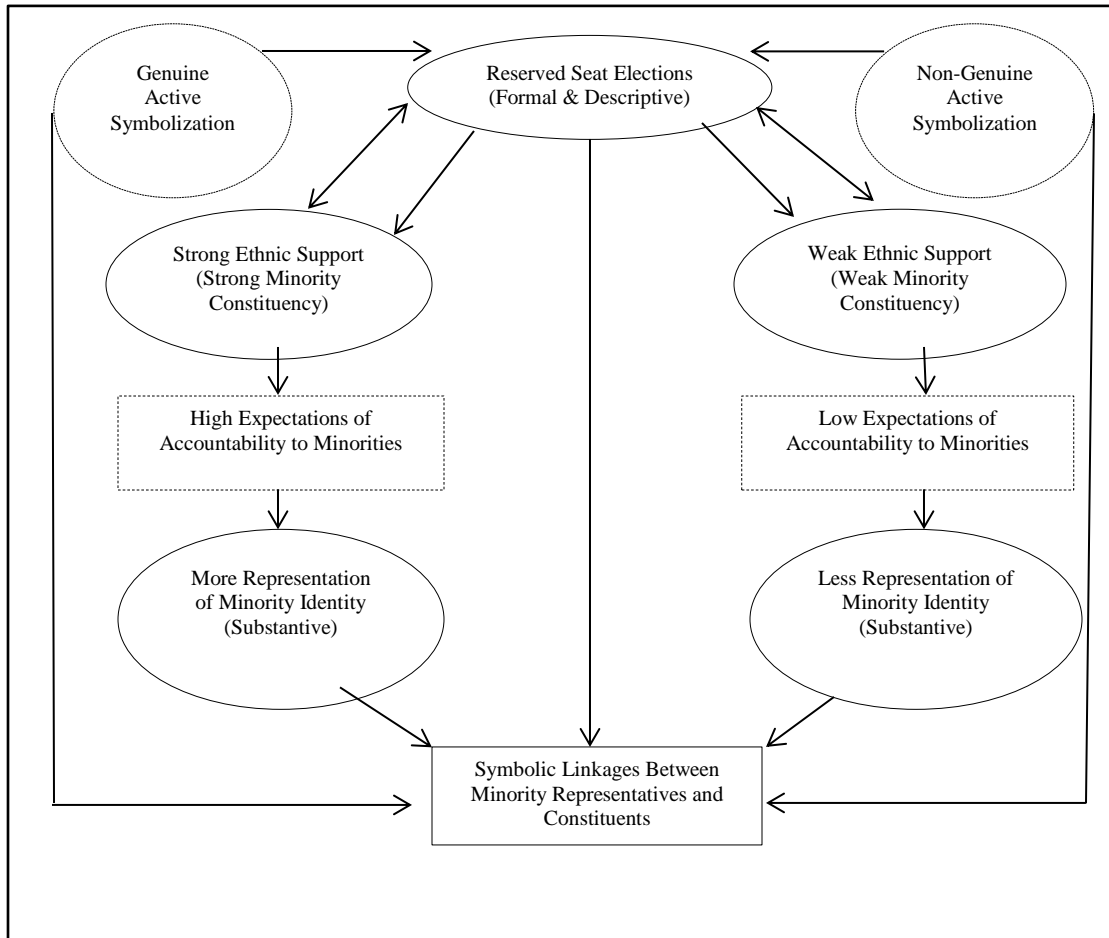 Genuine
Active
Symbolization
Reserved Seat Elections
(Formal & Descriptive)
Non-Genuine
Active
Symbolization
Strong Ethnic Support
(Strong Minority
Constituency)
Weak Ethnic Support
(Weak Minority
Constituency)
High Expectations of
Accountability to Minorities
Low Expectations of
Accountability to Minorities
More Representation
of Minority Identity
(Substantive)
Less Representation of
Minority Identity
(Substantive)
Symbolic Linkages Between
Minority Representatives and
Constituents